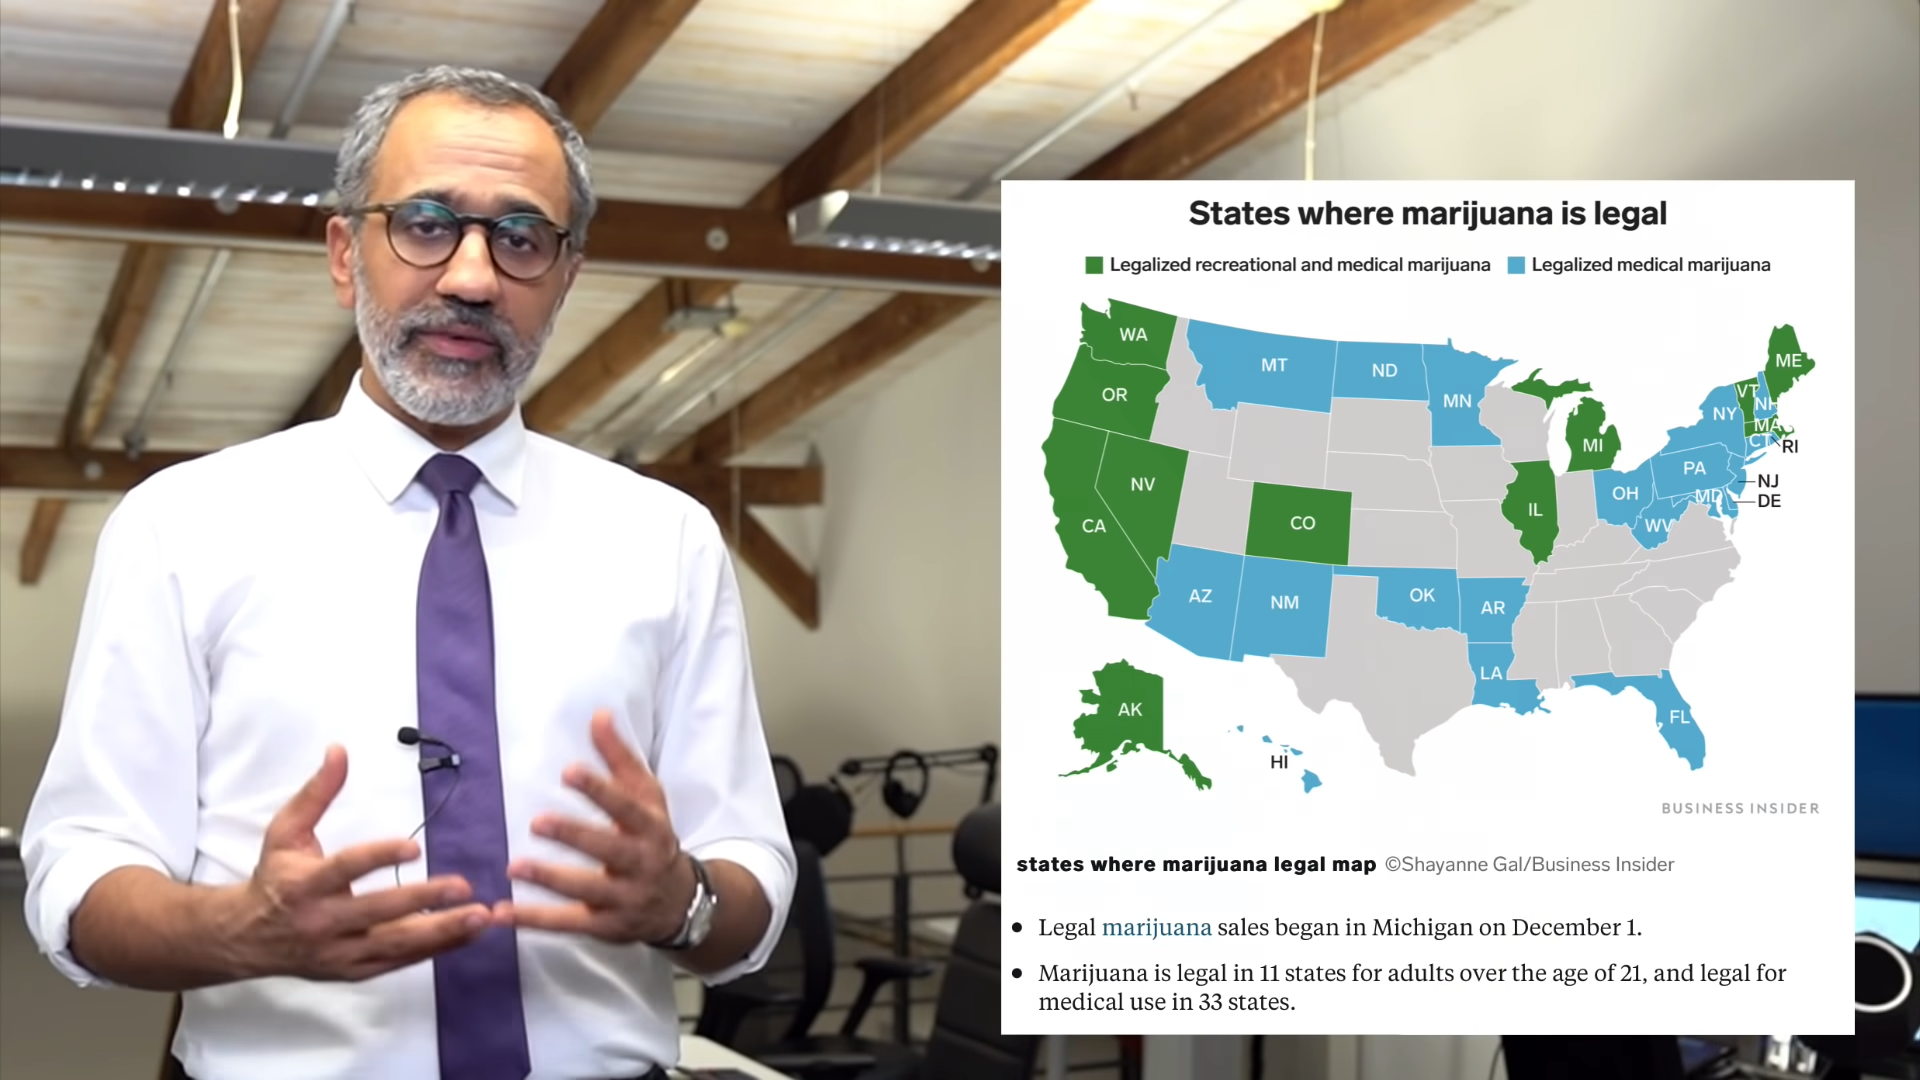 States where marijuana is legal
Legalized recreational and medical marijuana
Legalized medical marijuana
WA
MT
ND
MN
OR
ME
VT
NH
NY
MA
CT
RI
MI
NV
PA
NJ
OH
MD
DE
IL
CO
CA
WV
AZ
NM
OK
AR
LA
AK
FL
HI
BUSINESS INSIDER
states where marijuana legal map ©Shayanne Gal/Business Insider
• Legal marijuana sales began in Michigan on December 1.
• Marijuana is legal in 11 states for adults over the age of 21, and legal for
medical use in 33 states.